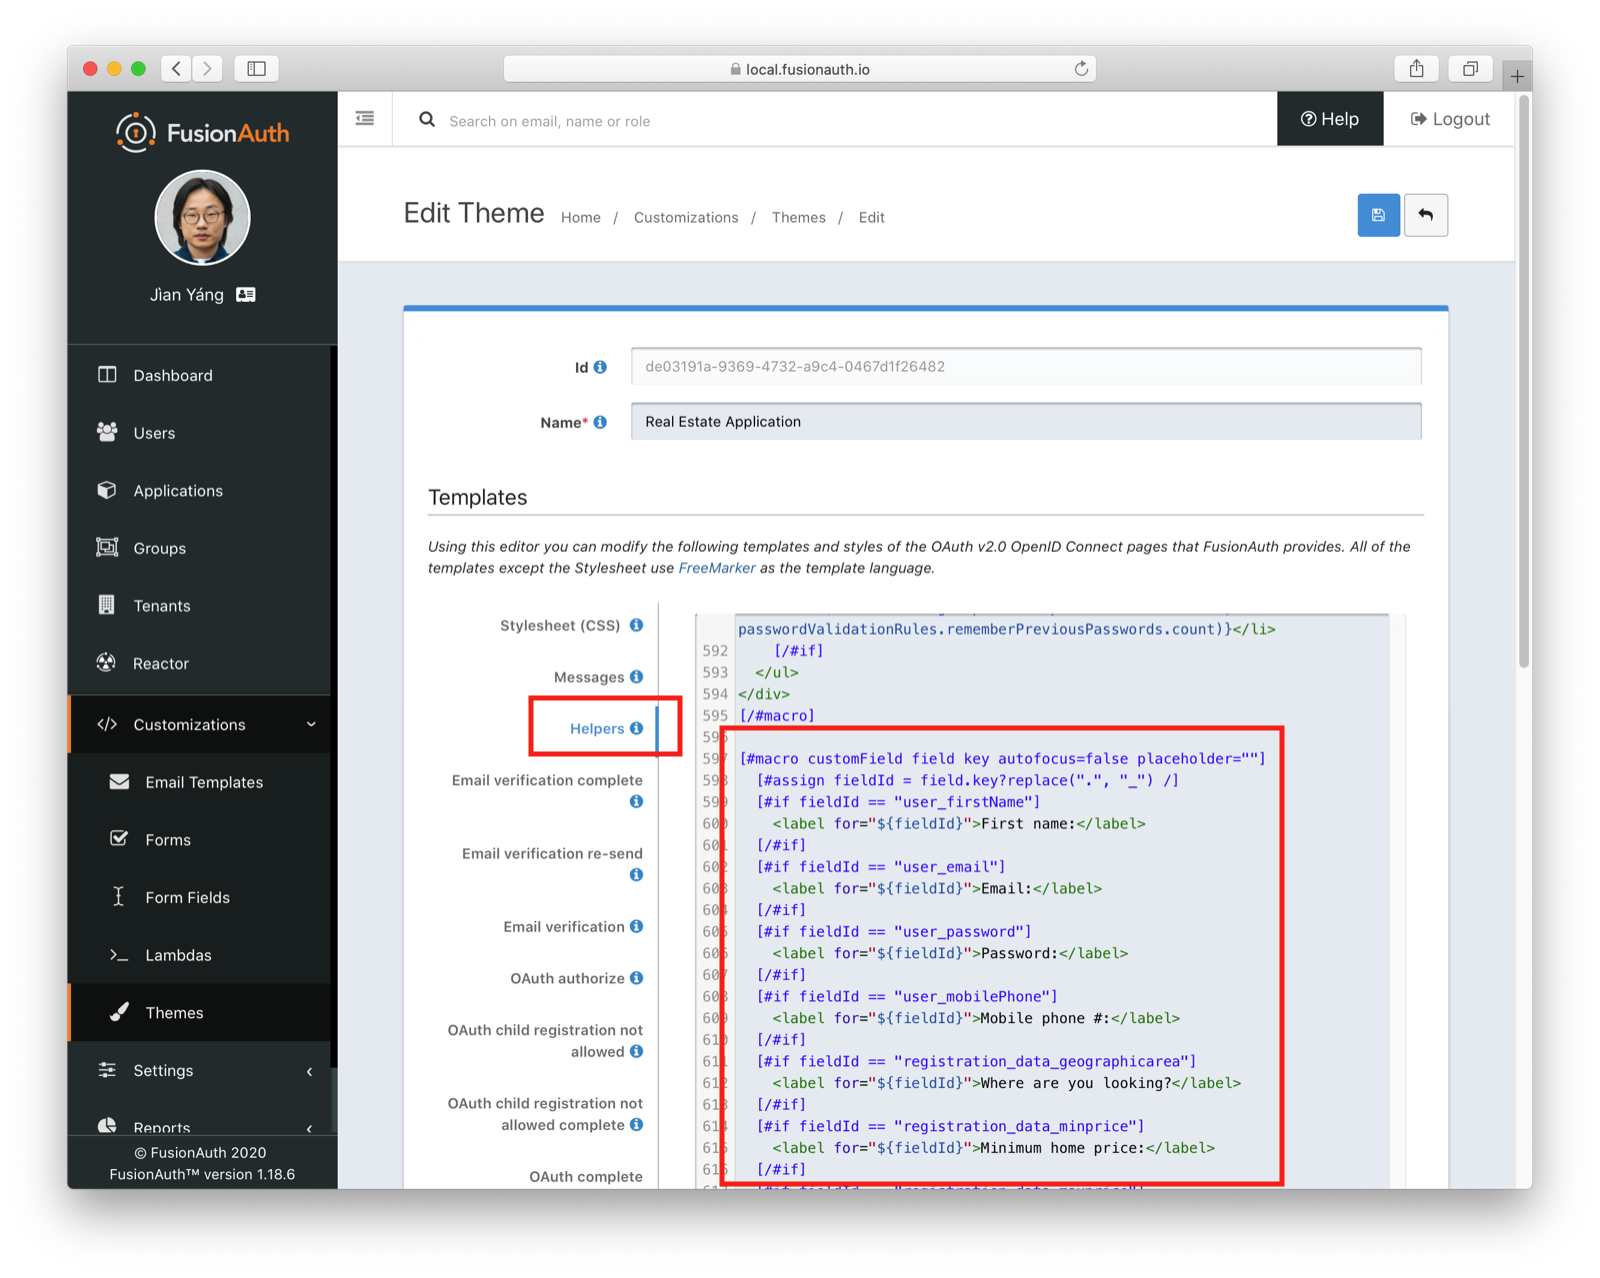 local.fusionauth.io
FusionAuth
Search on email, name or role
Help
Logout
Jìan Yáng
Edit Theme
Home / Customizations / Themes / Edit
Dashboard
Users
Applications
Groups
Tenants
Reactor
Customizations
Email Templates
Forms
Form Fields
Lambdas
Themes
Settings
Reports
© FusionAuth 2020
FusionAuth™ version 1.18.6
Id
de03191a-9369-4732-a9c4-0467d1f26482
Name*
Real Estate Application
Templates
Using this editor you can modify the following templates and styles of the OAuth v2.0 OpenID Connect pages that FusionAuth provides. All of the
templates except the Stylesheet use FreeMarker as the template language.
Stylesheet (CSS)
Messages
Helpers
Email verification complete
Email verification re-send
Email verification
OAuth authorize
OAuth child registration not
allowed
OAuth child registration not
allowed complete
OAuth complete
passwordValidationRules.rememberPreviousPasswords.count)}</li>
592 [/#if]
593 </ul>
594 </div>
595 [/#macro]
596
597 [#macro customField field key autofocus=false placeholder=""]
598 [#assign fieldId = field.key?replace(".", "_") /]
599 [#if fieldId == "user_firstName"]
600 <label for="${fieldId}">First name:</label>
601 [/#if]
602 [#if fieldId == "user_email"]
603 <label for="${fieldId}">Email:</label>
604 [/#if]
605 [#if fieldId == "user_password"]
606 <label for="${fieldId}">Password:</label>
607 [/#if]
608 [#if fieldId == "user_mobilePhone"]
609 <label for="${fieldId}">Mobile phone #:</label>
610 [/#if]
611 [#if fieldId == "registration_data_geographicarea"]
612 <label for="${fieldId}">Where are you looking?</label>
613 [/#if]
614 [#if fieldId == "registration_data_minprice"]
615 <label for="${fieldId}">Minimum home price:</label>
616 [/#if]